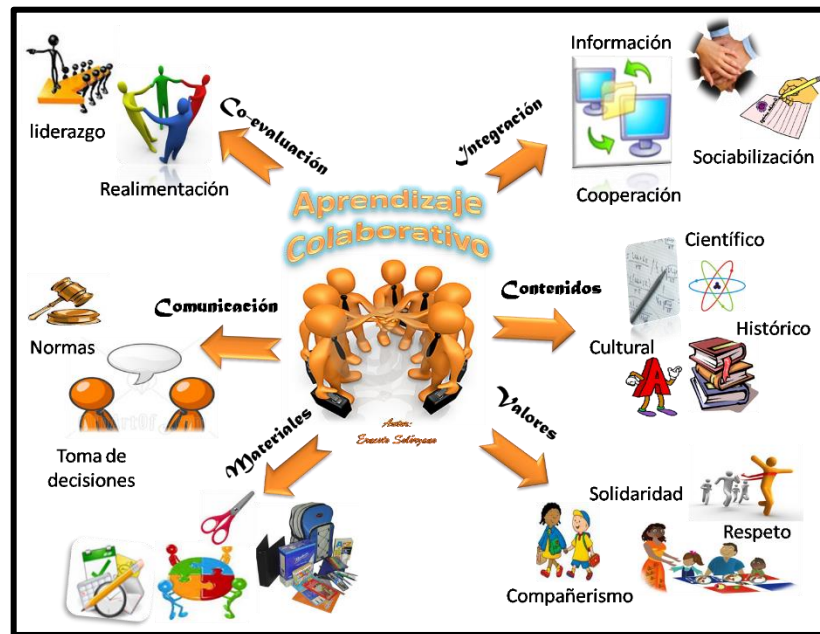 Aprendizaje
Colaborativo
Autor:
Co-evaluación
liderazgo
Realimentación
Integración
Información
Cooperación
Sociabilización
Comunicación
Normas
Toma de
decisiones
Contenidos
Científico
Cultural
Histórico
A
Materiales
Valores
Solidaridad
Respeto
Compañerismo